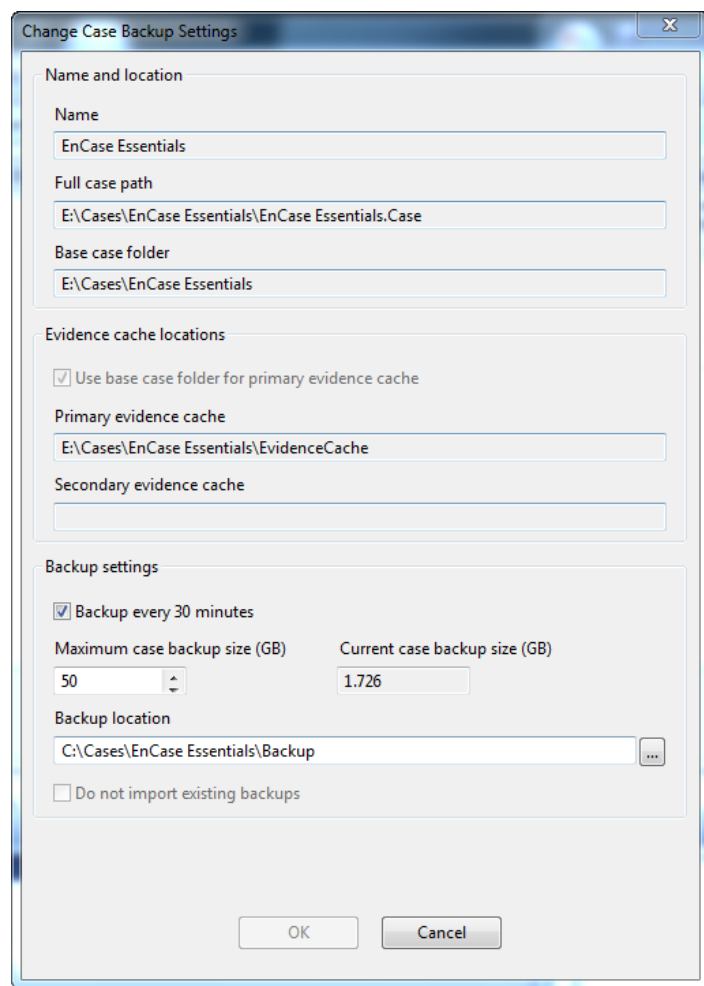 Change Case Backup Settings
Name and location
Name
EnCase Essentials
Full case path
E:\Cases\EnCase Essentials\EnCase Essentials.Case
Base case folder
E:\Cases\EnCase Essentials
Evidence cache locations
Use base case folder for primary evidence cache
Primary evidence cache
E:\Cases\EnCase Essentials\EvidenceCache
Secondary evidence cache
Backup settings
Backup every 30 minutes
Maximum case backup size (GB) Current case backup size (GB)
50 1.726
Backup location
C:\Cases\EnCase Essentials\Backup ...
Do not import existing backups
OK Cancel